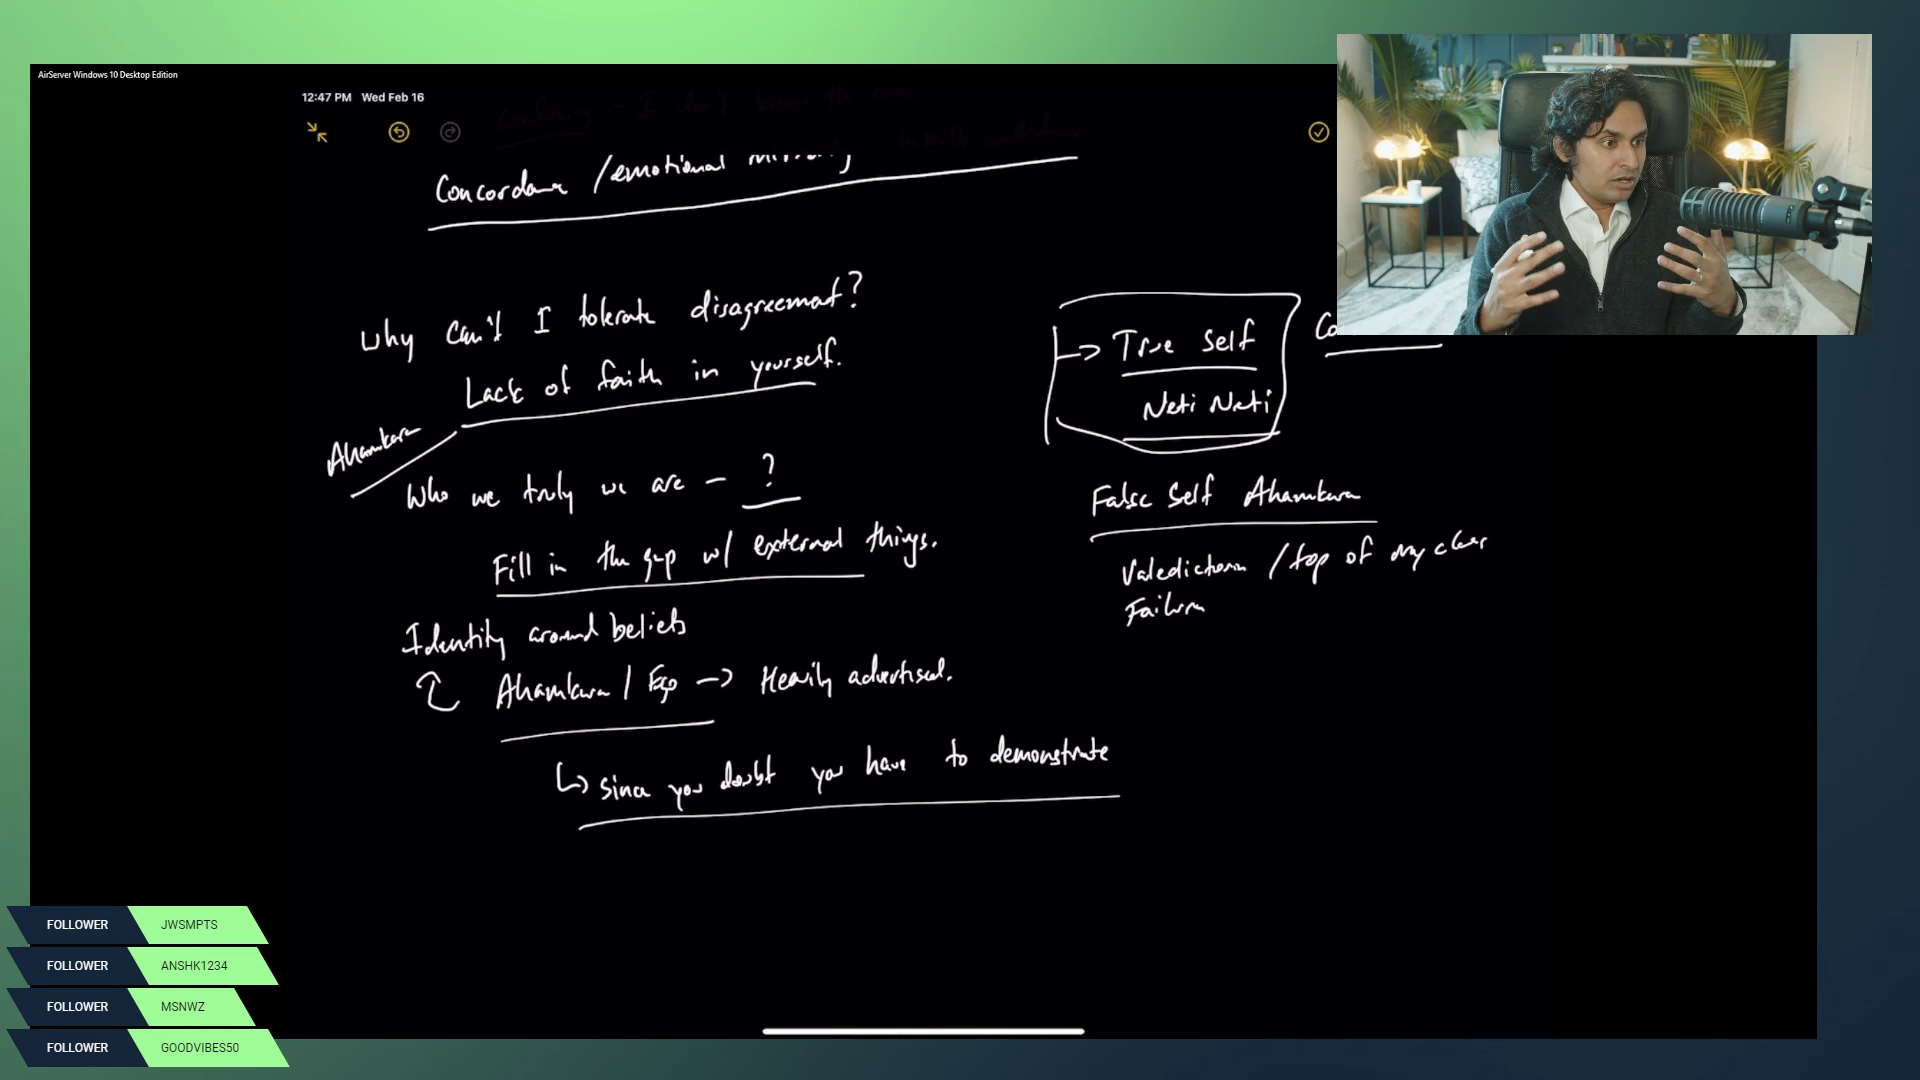 AirServer Windows 10 Desktop Edition
12:47 PM Wed Feb 16
I don't know
Concordance /emotional
Why can't I tolerate disagreement?
Lack of faith in yourself.
Ahamkara
Who we truly we are - ?
Fill in the gap w/ external things.
Identity around beliefs
Ahamkara / Ego -> Heavily advertised.
↳ Since you doubt you have to demonstrate
-> True Self
Neti Neti
Co
False Self Ahamkara
Valedictorian / top of my class
Failure
FOLLOWER JWSMPTS
FOLLOWER ANSHK1234
FOLLOWER MSNWZ
FOLLOWER GOODVIBES50